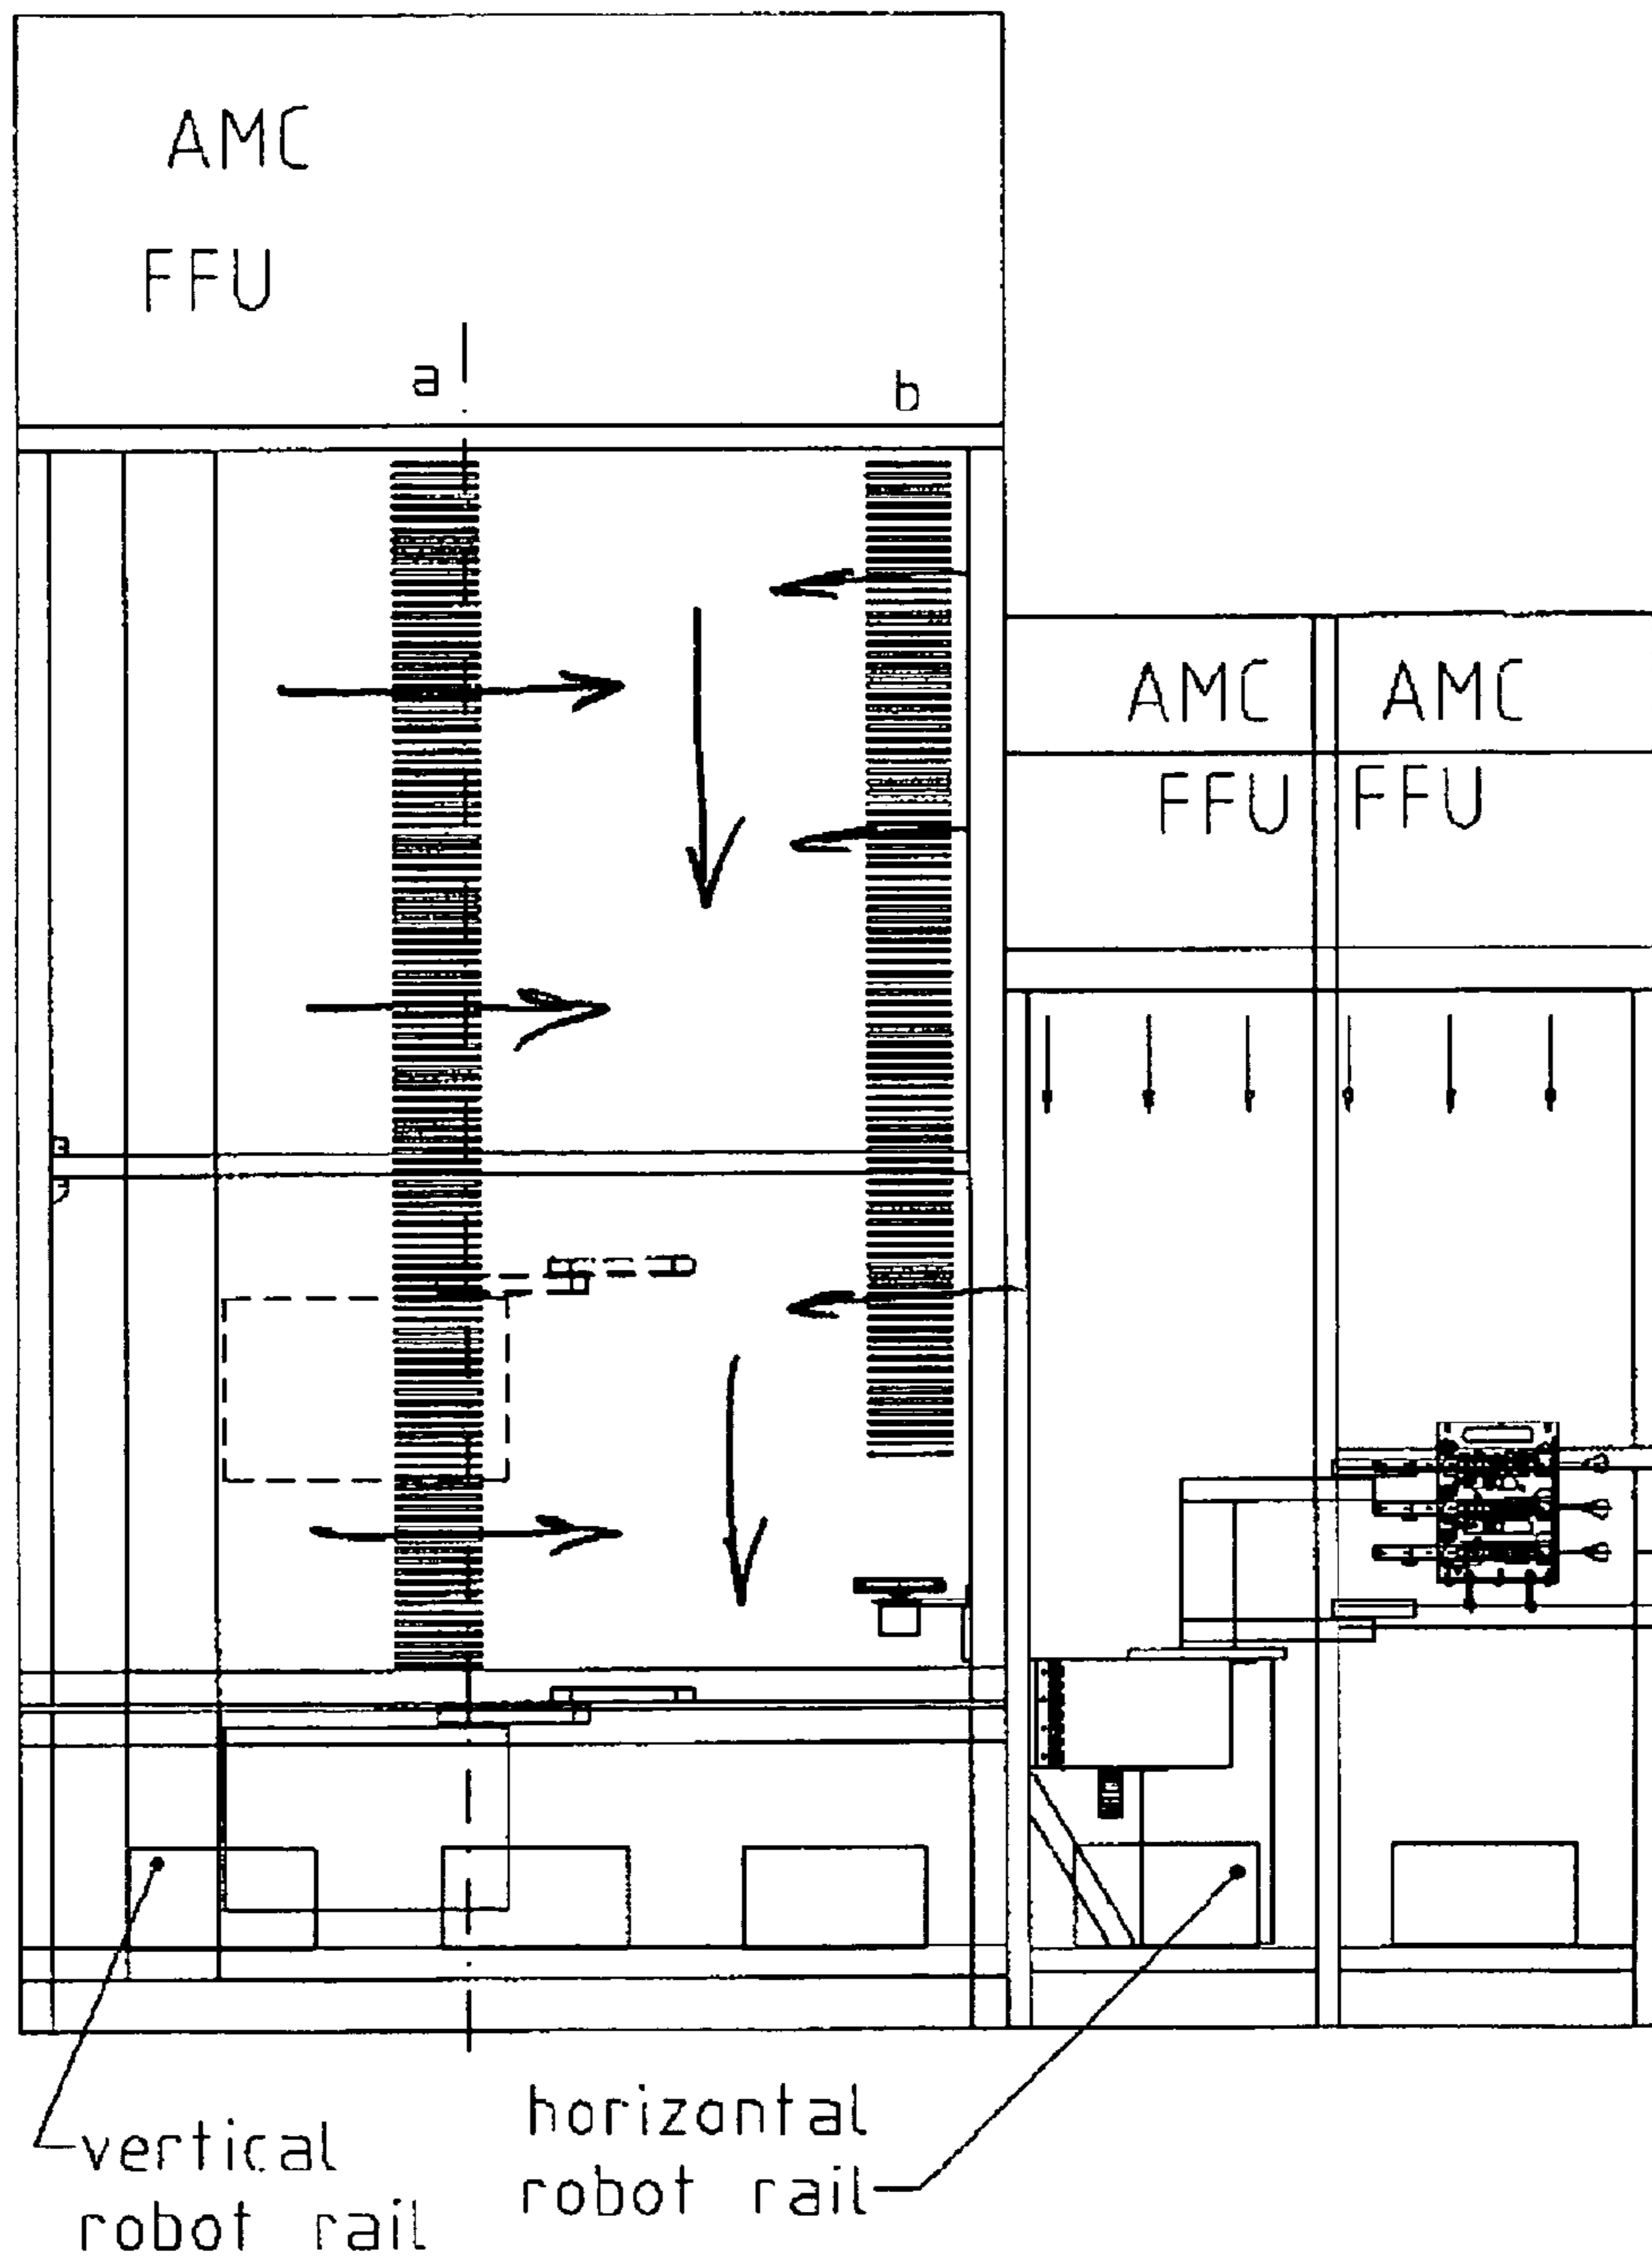 AMC
FFU
a
b
AMC AMC
FFU FFU
vertical
robot rail
horizontal
robot rail